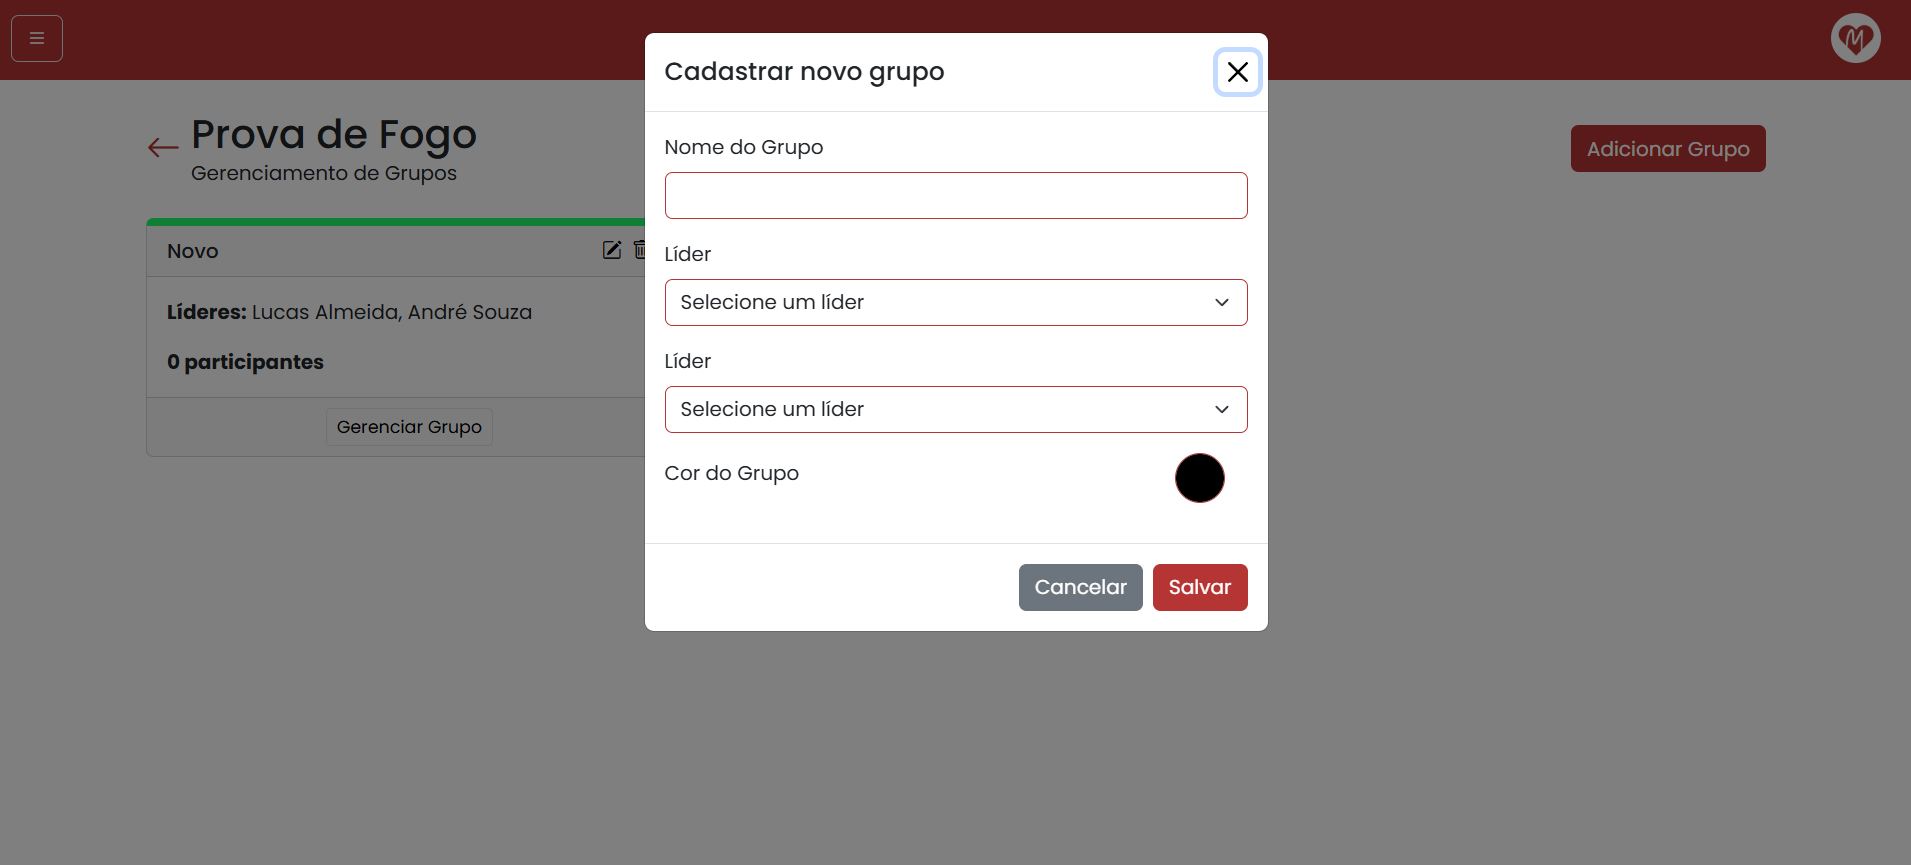 Cadastrar novo grupo
Prova de Fogo
Gerenciamento de Grupos
Adicionar Grupo
Novo
Líderes: Lucas Almeida, André Souza
0 participantes
Gerenciar Grupo
Nome do Grupo
Líder
Selecione um líder
Líder
Selecione um líder
Cor do Grupo
Cancelar
Salvar
M